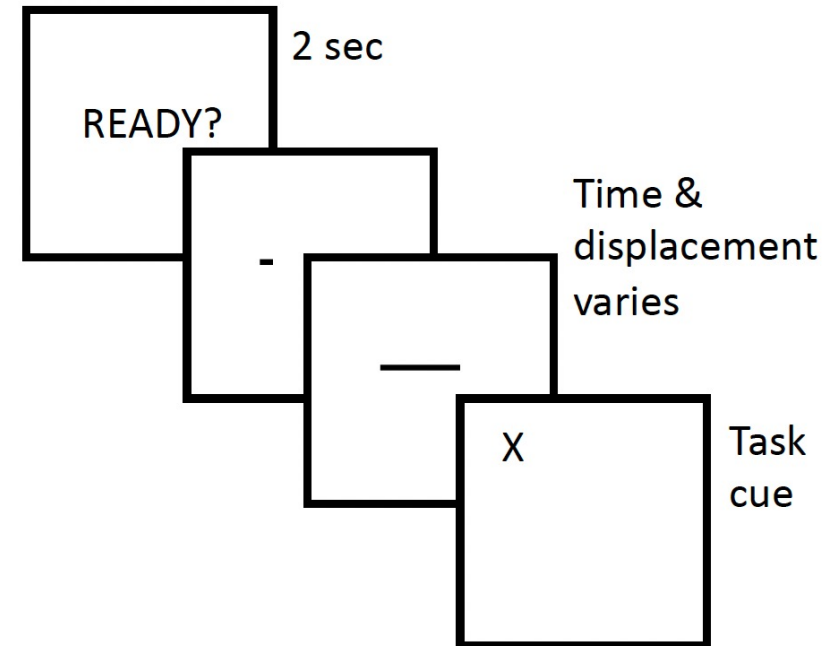 READY?
2 sec
Time &
displacement
varies
X
Task
cue